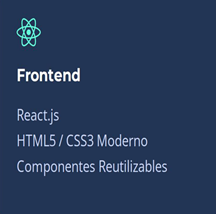 Frontend
React.js
HTML5 / CSS3 Moderno
Componentes Reutilizables